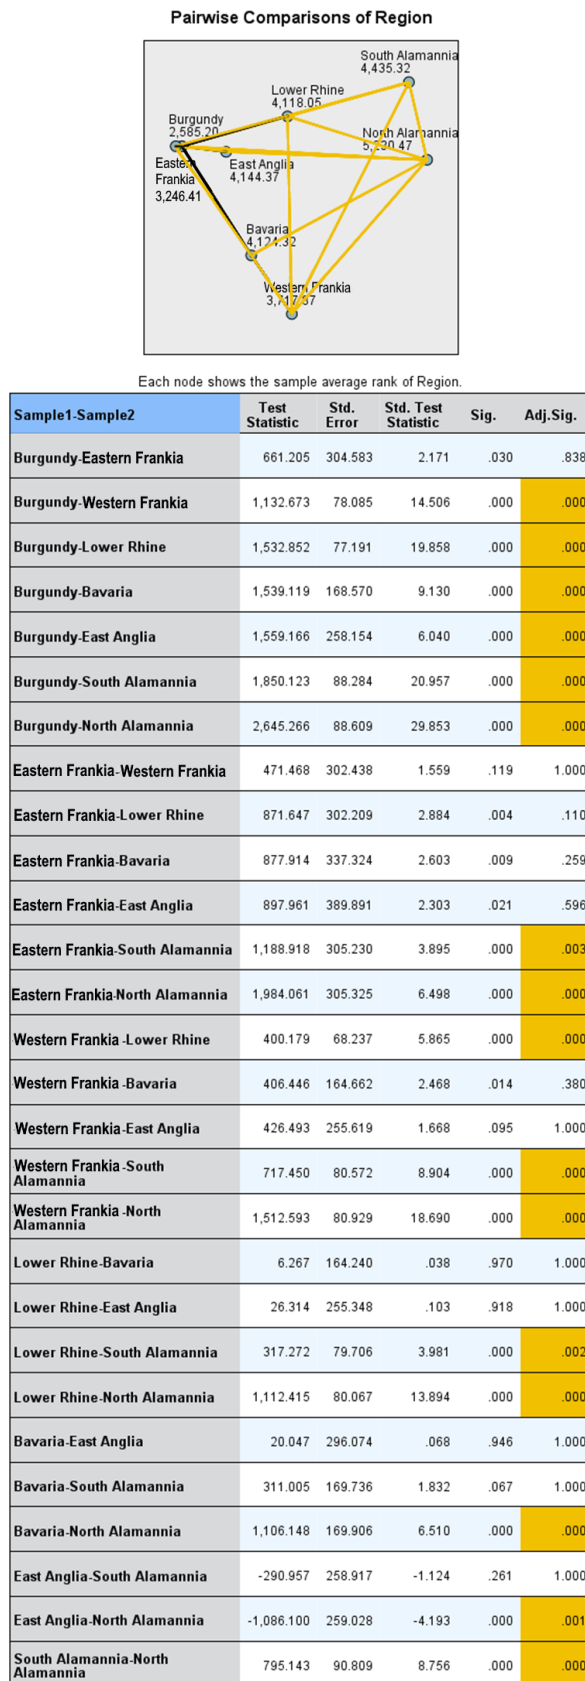 Pairwise Comparisons of Region
South Alamannia
4,435.32
Lower Rhine
4,118.05
Burgundy
2,585.20
North Alamannia
5,230.47
Eastern
Frankia
3,246.41
East Anglia
4,144.37
Bavaria
4,124.32
Western Frankia
3,717.87
Each node shows the sample average rank of Region.
Sample1-Sample2 Test Statistic Std. Error Std. Test Statistic Sig. Adj.Sig.
Burgundy-Eastern Frankia 661.205 304.583 2.171 .030 .838
Burgundy-Western Frankia 1,132.673 78.085 14.506 .000 .000
Burgundy-Lower Rhine 1,532.852 77.191 19.858 .000 .000
Burgundy-Bavaria 1,539.119 168.570 9.130 .000 .000
Burgundy-East Anglia 1,559.166 258.154 6.040 .000 .000
Burgundy-South Alamannia 1,850.123 88.284 20.957 .000 .000
Burgundy-North Alamannia 2,645.266 88.609 29.853 .000 .000
Eastern Frankia-Western Frankia 471.468 302.438 1.559 .119 1.000
Eastern Frankia-Lower Rhine 871.647 302.209 2.884 .004 .110
Eastern Frankia-Bavaria 877.914 337.324 2.603 .009 .259
Eastern Frankia-East Anglia 897.961 389.891 2.303 .021 .596
Eastern Frankia-South Alamannia 1,188.918 305.230 3.895 .000 .003
Eastern Frankia-North Alamannia 1,984.061 305.325 6.498 .000 .000
Western Frankia -Lower Rhine 400.179 68.237 5.865 .000 .000
Western Frankia -Bavaria 406.446 164.662 2.468 .014 .380
Western Frankia-East Anglia 426.493 255.619 1.668 .095 1.000
Western Frankia -South
Alamannia 717.450 80.572 8.904 .000 .000
Western Frankia -North
Alamannia 1,512.593 80.929 18.690 .000 .000
Lower Rhine-Bavaria 6.267 164.240 .038 .970 1.000
Lower Rhine-East Anglia 26.314 255.348 .103 .918 1.000
Lower Rhine-South Alamannia 317.272 79.706 3.981 .000 .002
Lower Rhine-North Alamannia 1,112.415 80.067 13.894 .000 .000
Bavaria-East Anglia 20.047 296.074 .068 .946 1.000
Bavaria-South Alamannia 311.005 169.736 1.832 .067 1.000
Bavaria-North Alamannia 1,106.148 169.906 6.510 .000 .000
East Anglia-South Alamannia -290.957 258.917 -1.124 .261 1.000
East Anglia-North Alamannia -1,086.100 259.028 -4.193 .000 .001
South Alamannia-North
Alamannia 795.143 90.809 8.756 .000 .000